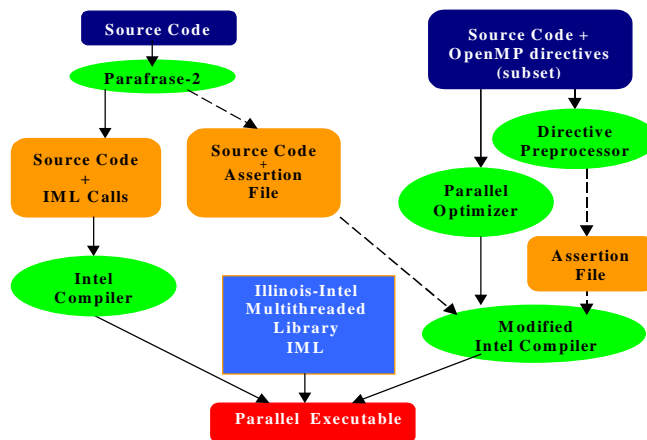 Source Code
Source Code +
OpenMP directives
(subset)
Parafrase-2
Directive
Preprocessor
Source Code
+
IML Calls
Source Code
+
Assertion
File
Parallel
Optimizer
Assertion
File
Intel
Compiler
Illinois-Intel
Multithreaded
Library
IML
Modified
Intel Compiler
Parallel Executable